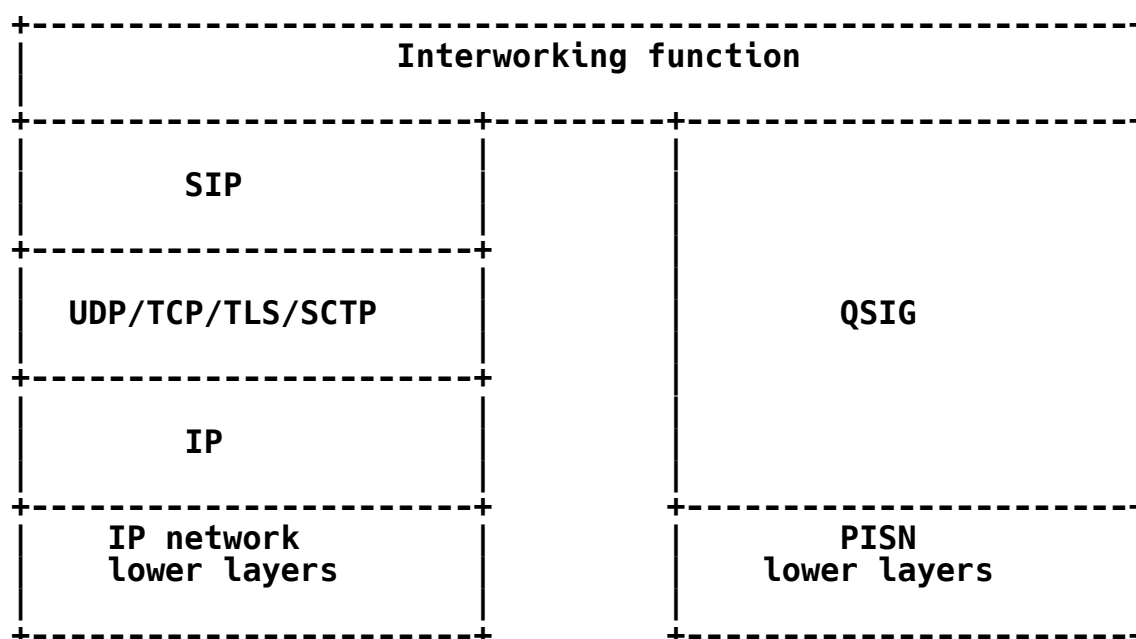 Interworking function
SIP
UDP/TCP/TLS/SCTP QSIG
IP
IP network PISN
lower layers lower layers